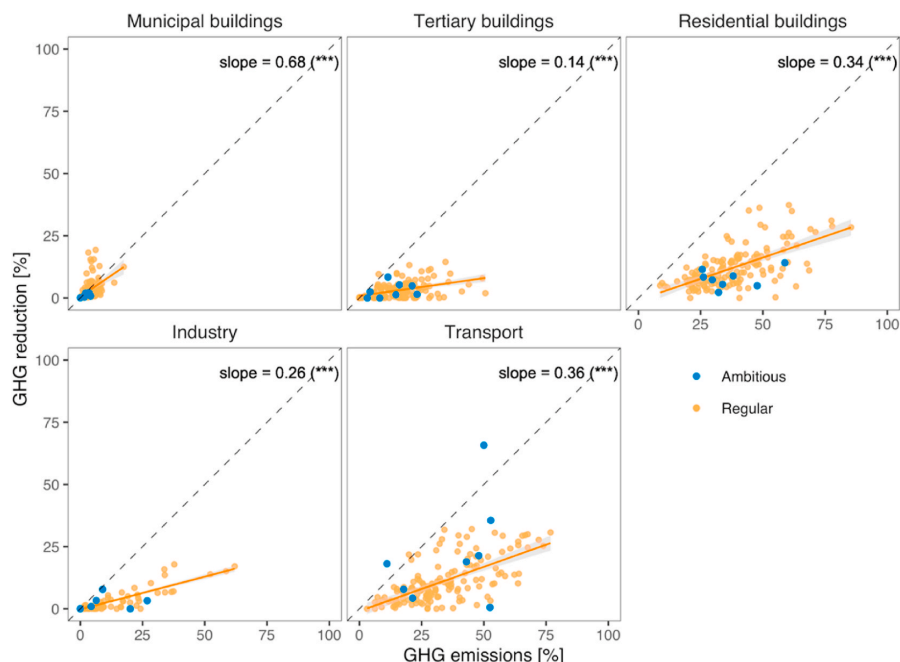 Municipal buildings
Tertiary buildings
Residential buildings
100
75
50
25
0
slope = 0.68 (***)
slope = 0.14 (***)
slope = 0.34 (***)
0 25 50 75 100
GHG reduction [%]
Industry
Transport
100
75
50
25
0
slope = 0.26 (***)
slope = 0.36 (***)
Ambitious
Regular
0 25 50 75 100
0 25 50 75 100
GHG emissions [%]